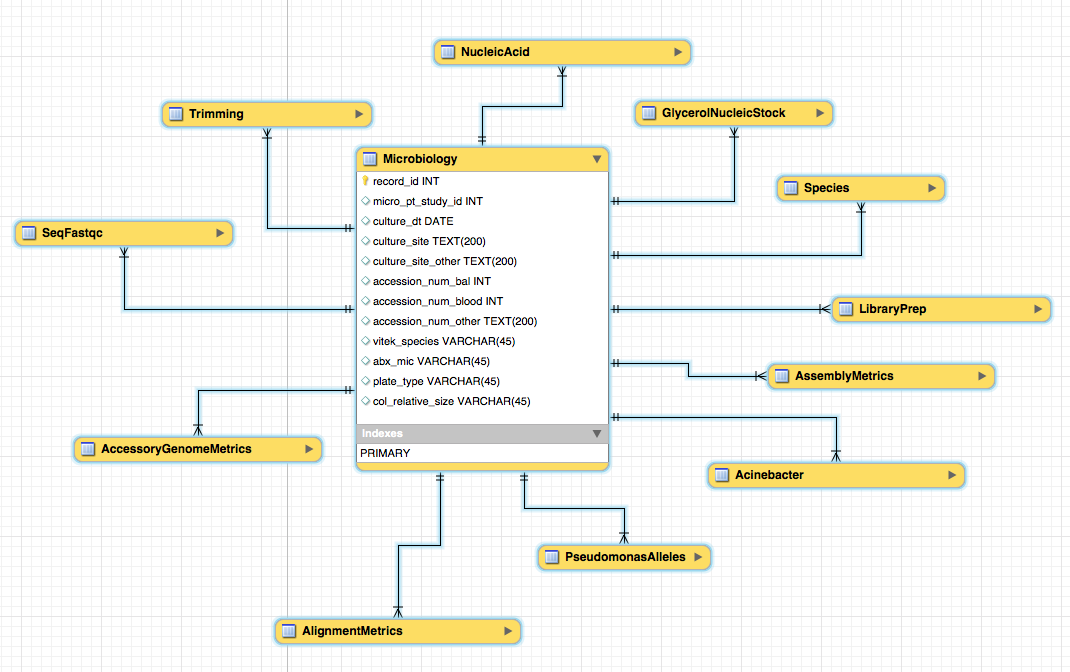 NucleicAcid
Trimming
GlycerolNucleicStock
Microbiology
record_id INT
micro_pt_study_id INT
culture_dt DATE
culture_site TEXT(200)
culture_site_other TEXT(200)
accession_num_bal INT
accession_num_blood INT
accession_num_other TEXT(200)
vitek_species VARCHAR(45)
abx_mic VARCHAR(45)
plate_type VARCHAR(45)
col_relative_size VARCHAR(45)
Indexes
PRIMARY
Species
SeqFastqc
LibraryPrep
AssemblyMetrics
AccessoryGenomeMetrics
Acinebacter
PseudomonasAlleles
AlignmentMetrics